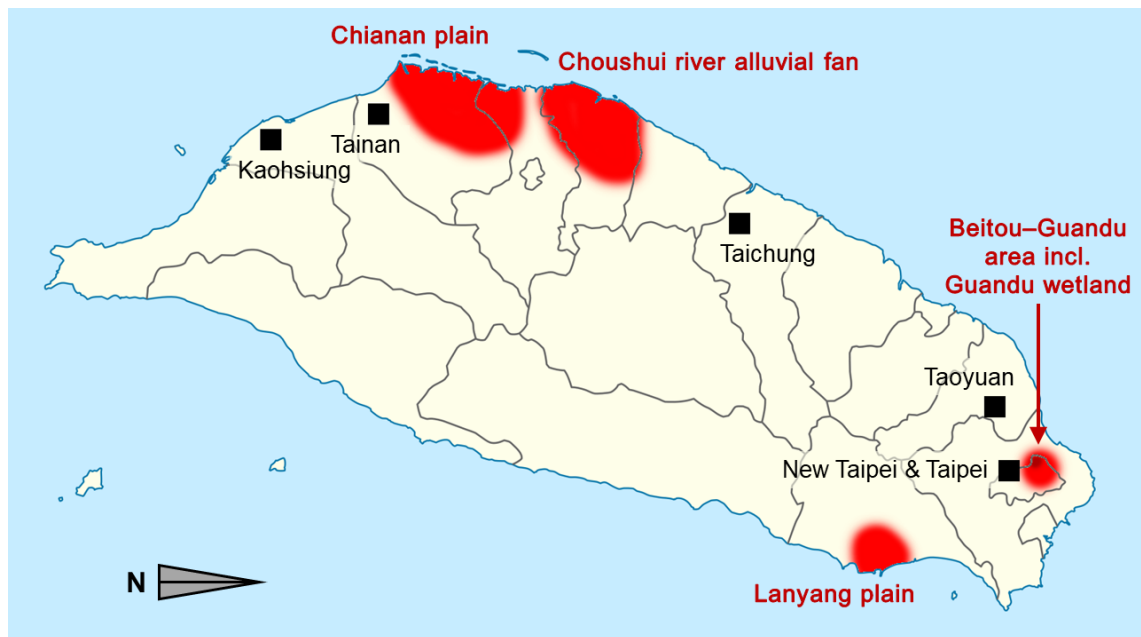 Chianan plain
Choushui river alluvial fan
Tainan
Kaohsiung
Taichung
Beitou–Guandu
area incl.
Guandu wetland
Taoyuan
New Taipei & Taipei
N
Lanyang plain